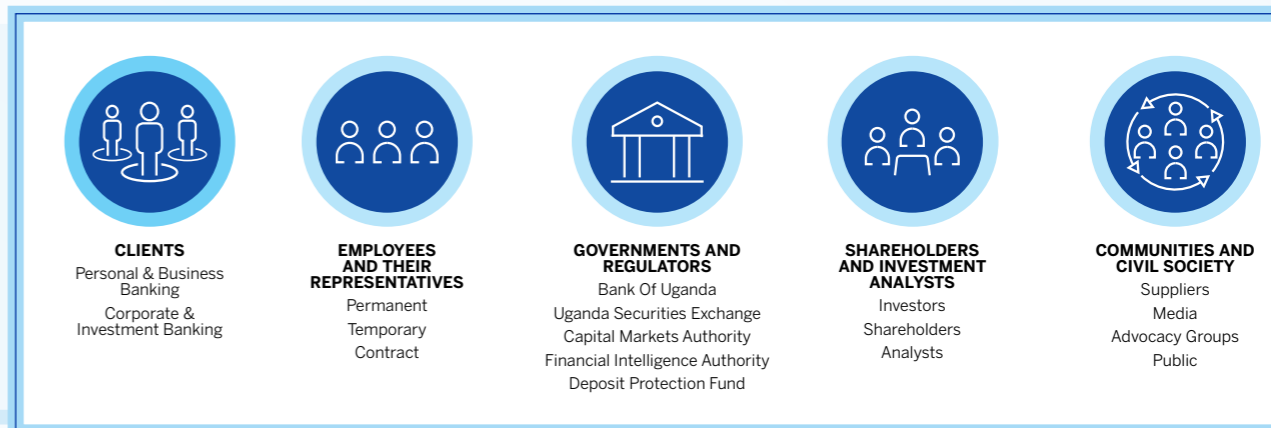 CLIENTS
Personal & Business
Banking
Corporate &
Investment Banking
EMPLOYEES
AND THEIR
REPRESENTATIVES
Permanent
Temporary
Contract
GOVERNMENTS AND
REGULATORS
Bank Of Uganda
Uganda Securities Exchange
Capital Markets Authority
Financial Intelligence Authority
Deposit Protection Fund
SHAREHOLDERS
AND INVESTMENT
ANALYSTS
Investors
Shareholders
Analysts
COMMUNITIES AND
CIVIL SOCIETY
Suppliers
Media
Advocacy Groups
Public